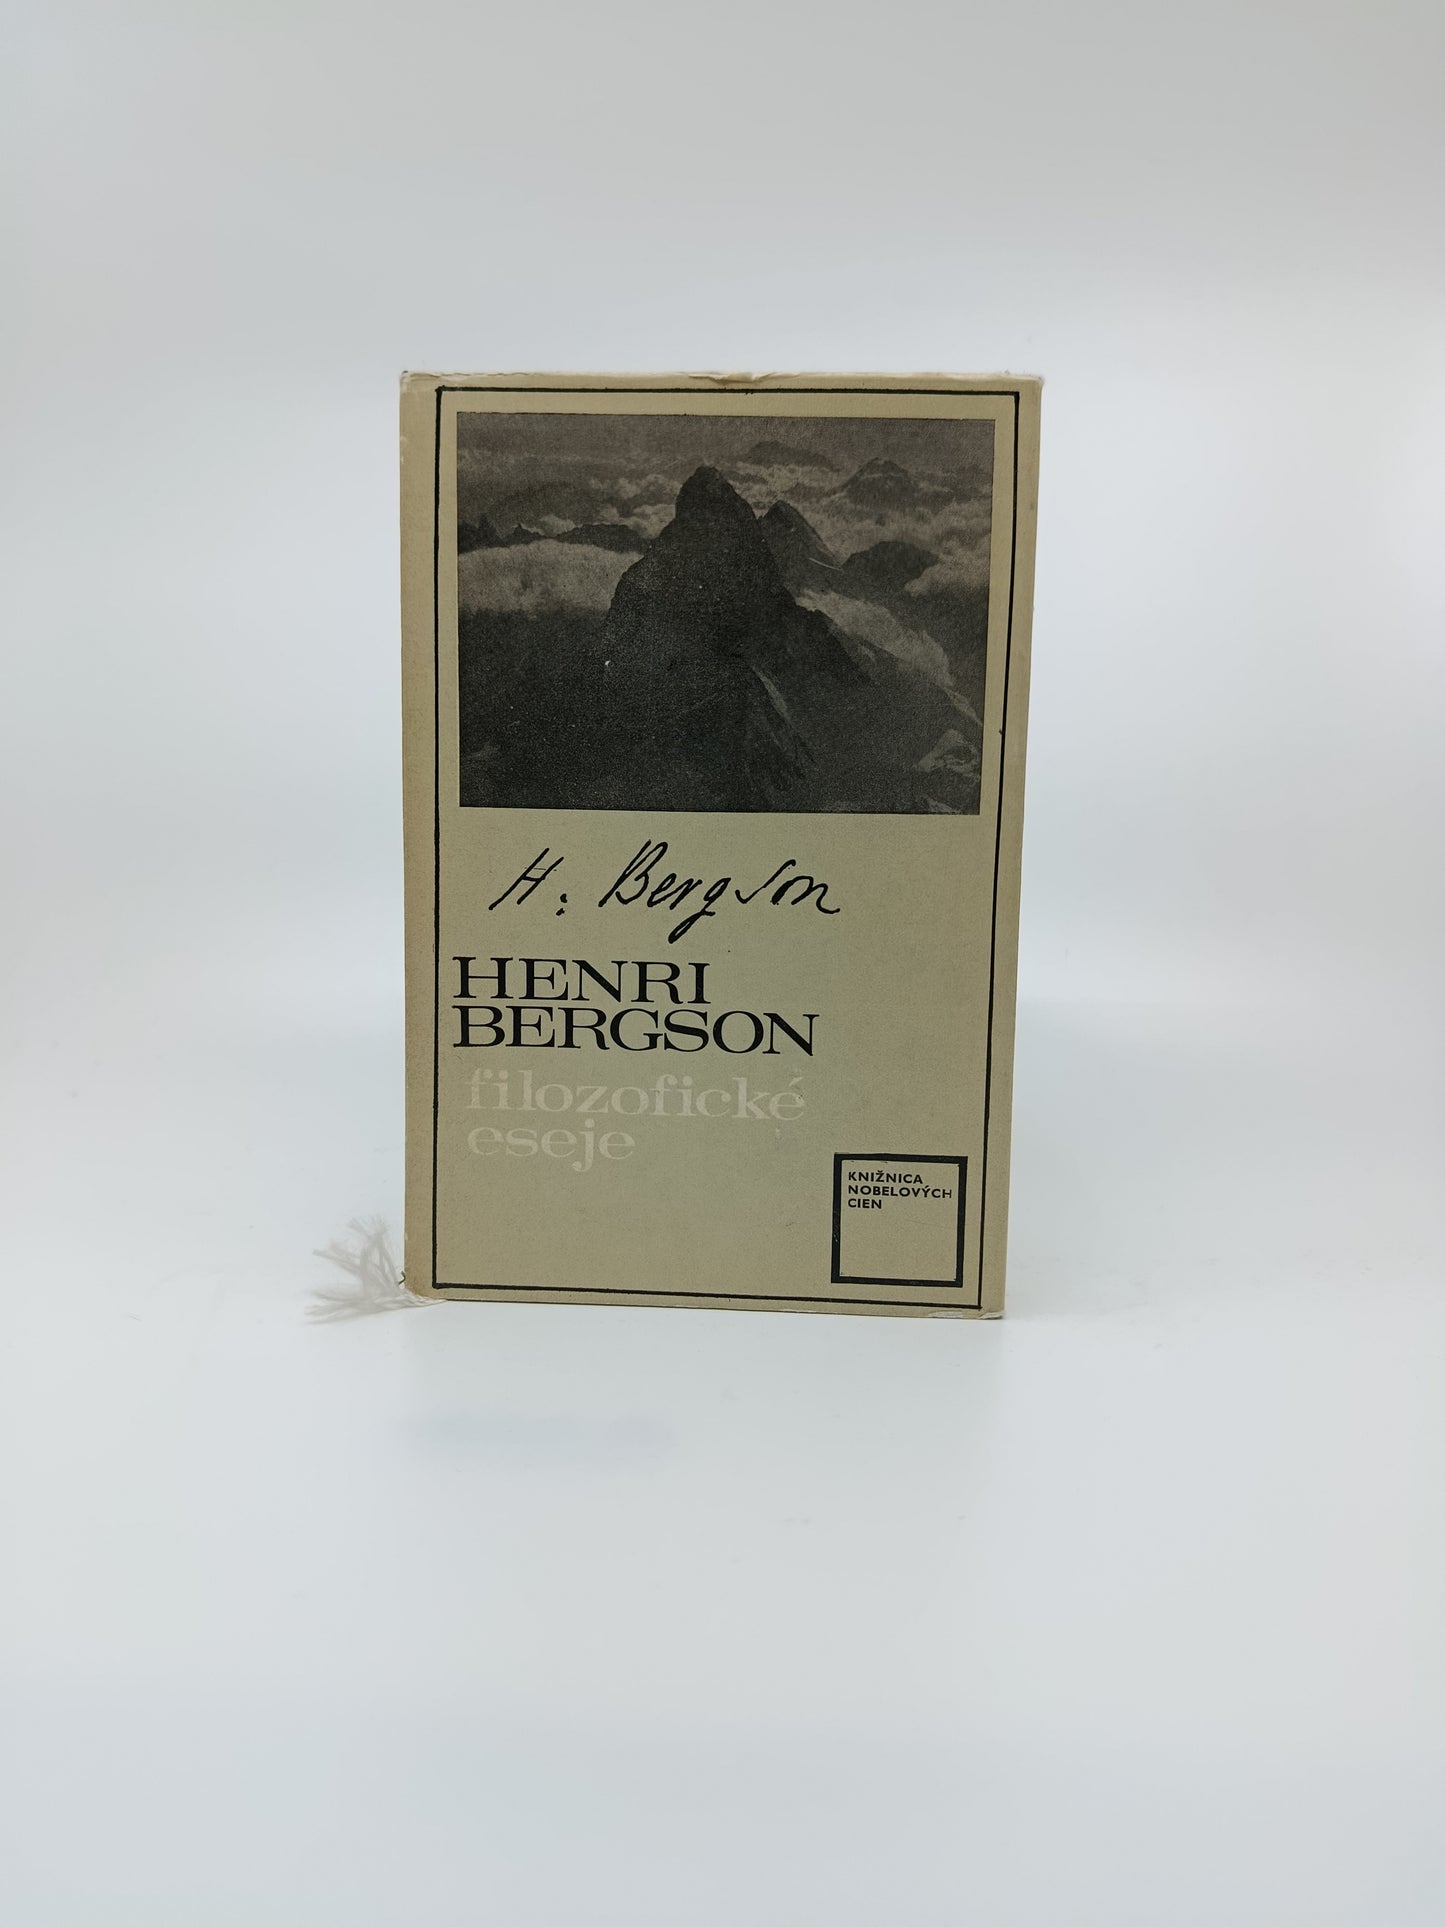 H. Bergson
HENRI
BERGSON
filozofické
eseje
KNIŽNICA
NOBELOVÝCH
CIEN